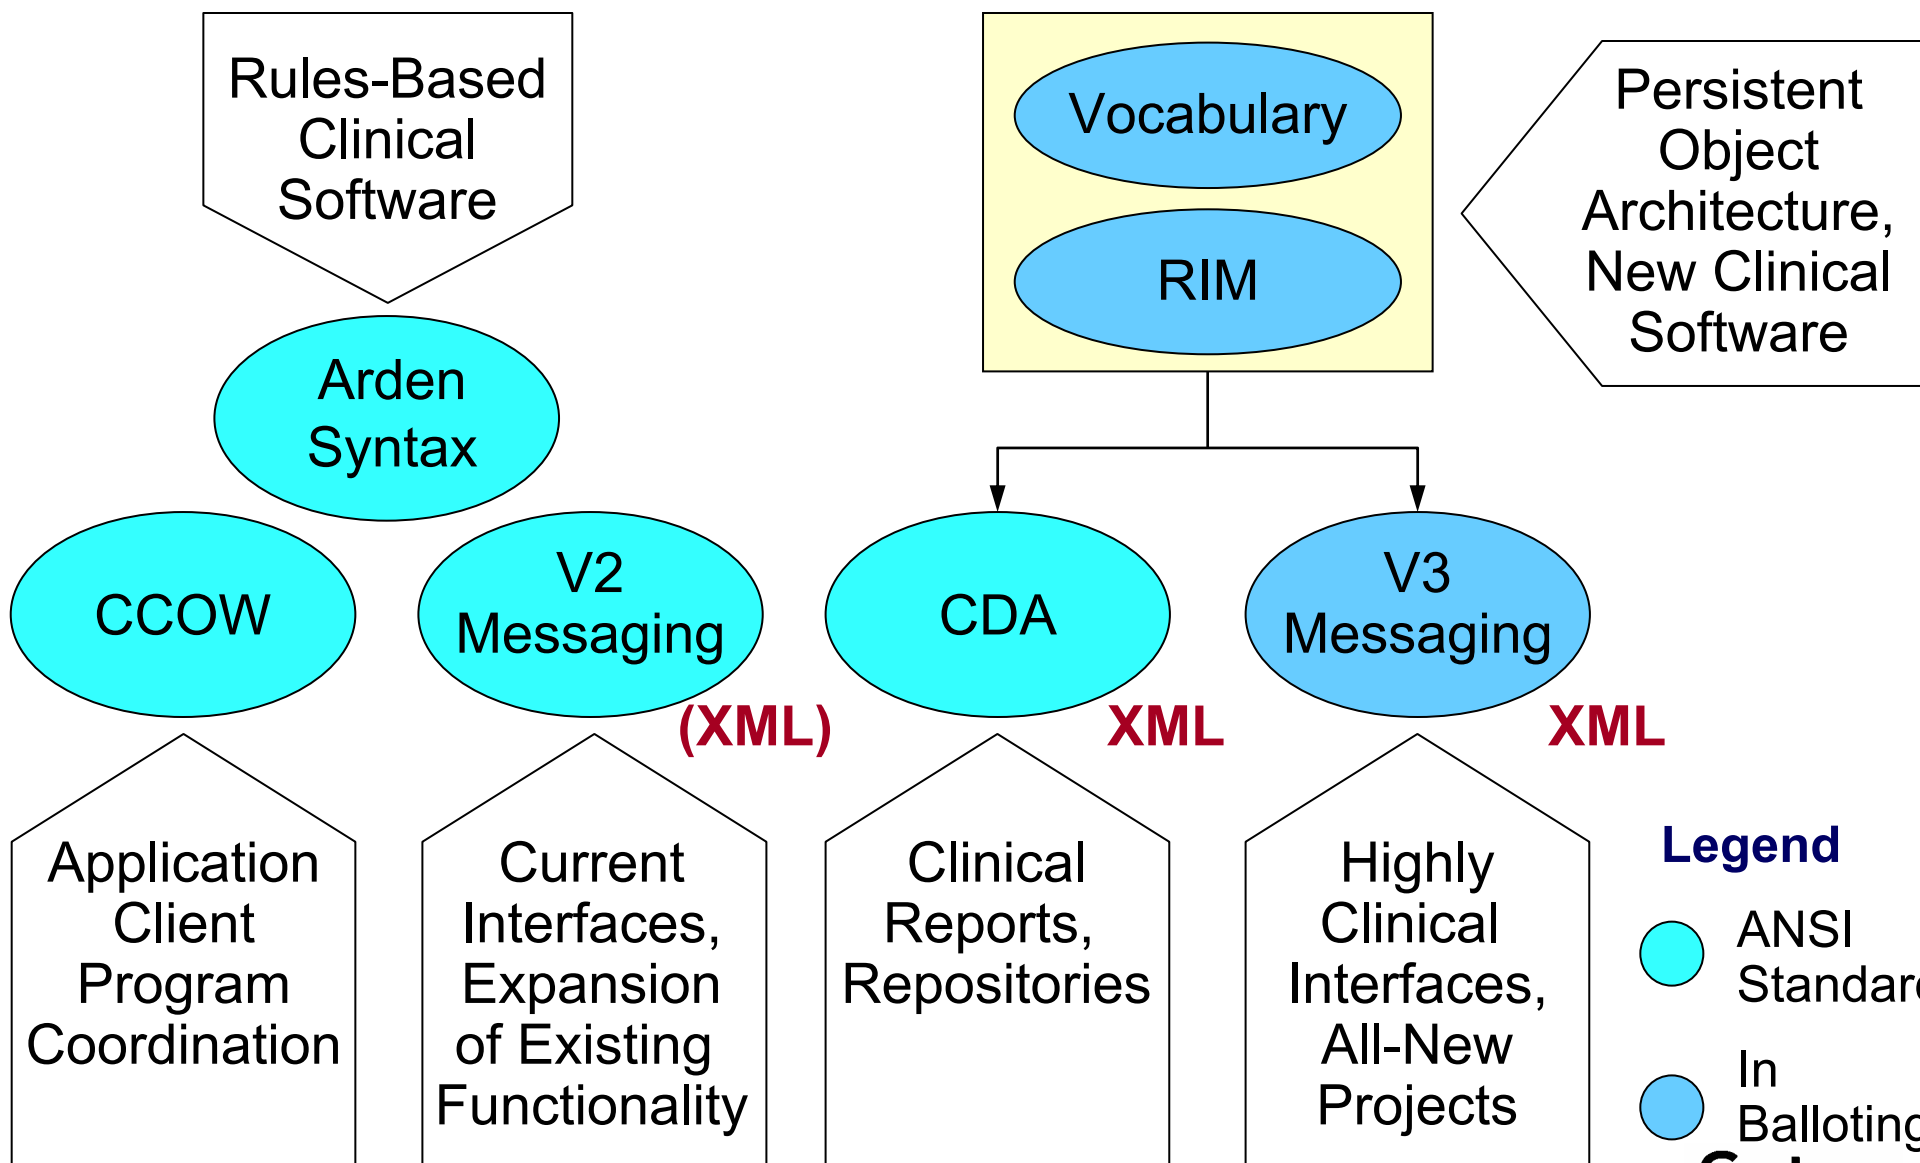 Rules-Based
Clinical
Software
Vocabulary
RIM
Persistent
Object
Architecture,
New Clinical
Software
Arden
Syntax
CCOW
V2
Messaging
(XML)
CDA
XML
V3
Messaging
XML
Application
Client
Program
Coordination
Current
Interfaces,
Expansion
of Existing
Functionality
Clinical
Reports,
Repositories
Highly
Clinical
Interfaces,
All-New
Projects
Legend
ANSI
Standard
In
Balloting